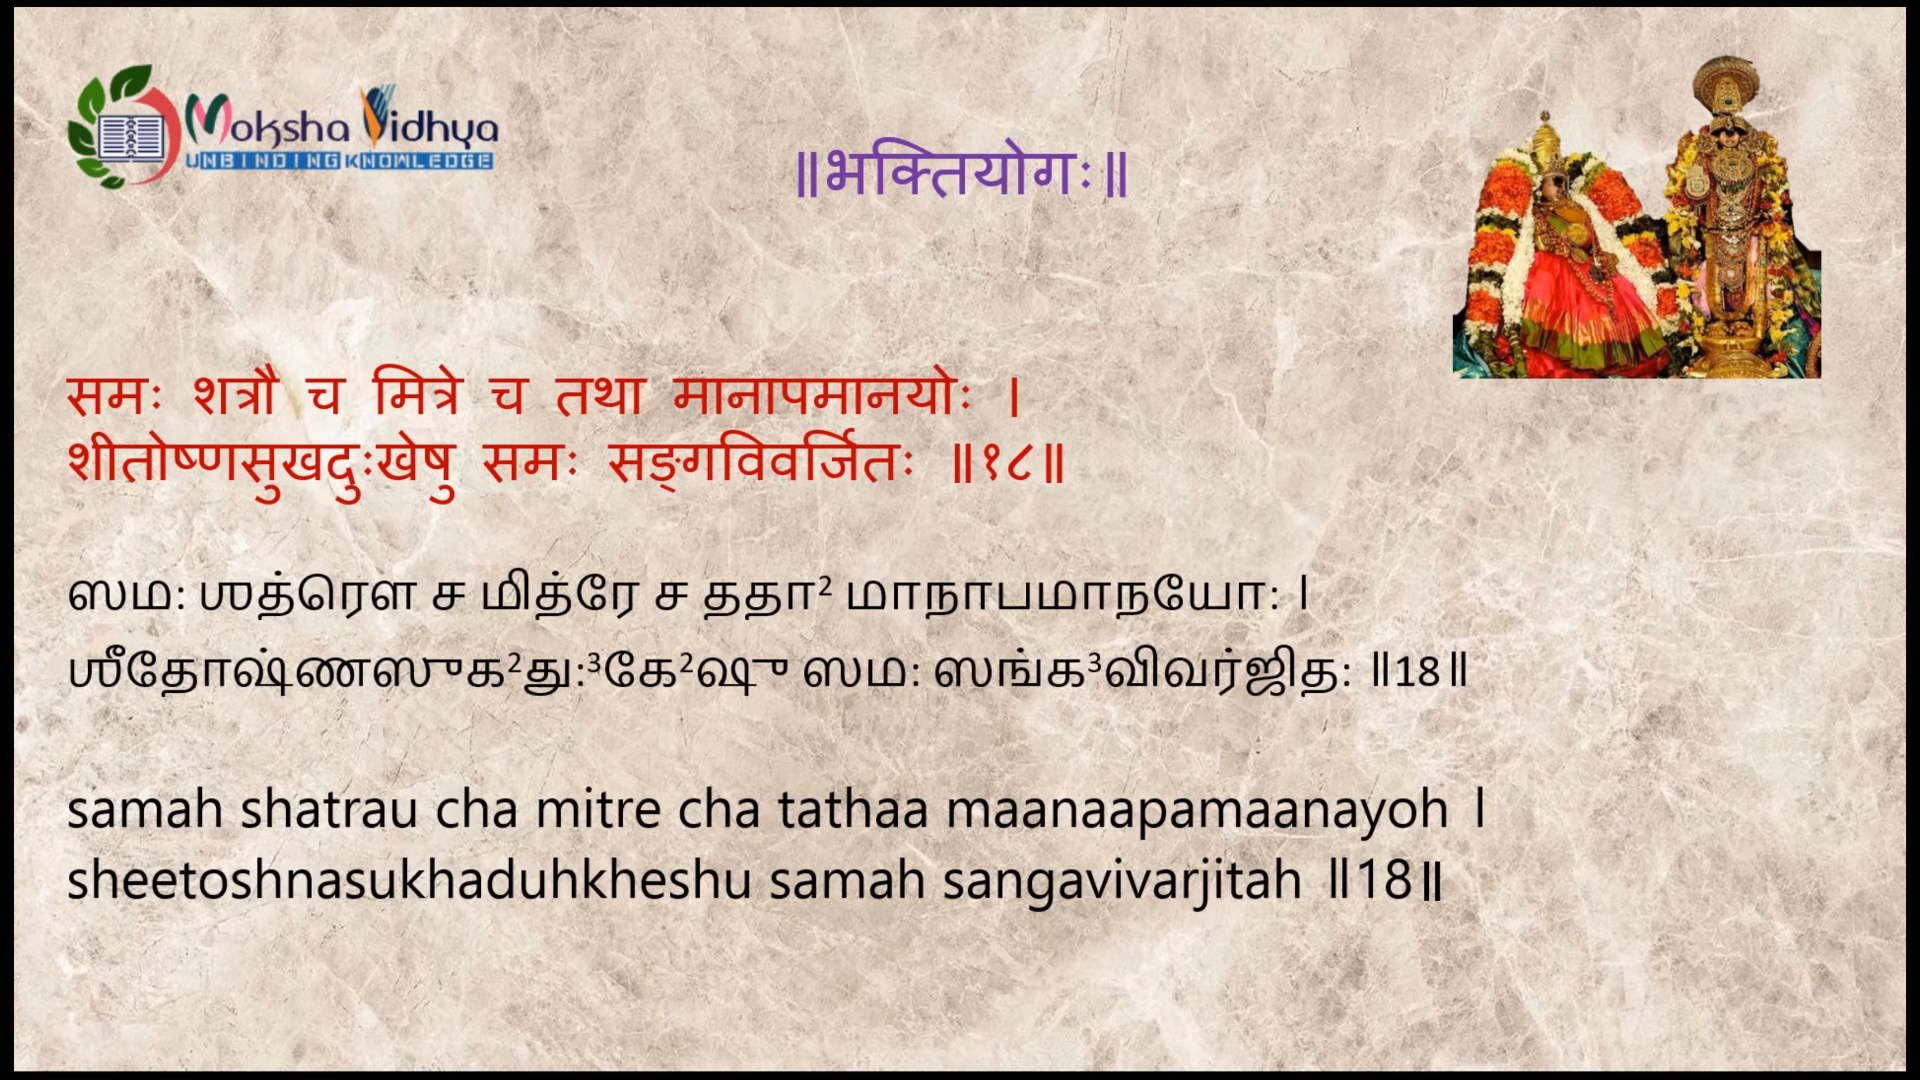 Moksha Vidhya
UNBINDING KNOWLEDGE
॥भक्तियोगः॥
समः शत्रौ च मित्रे च तथा मानापमानयोः ।
शीतोष्णसुखदुःखेषु समः सङ्गविवर्जितः ॥१८॥
ஸம: ஶத்ரௌ ச மித்ரே ச ததா² மாநாபமாநயோ: ।
ஶீதோஷ்ணஸுக²து:³கே²ஷு ஸம: ஸங்க³விவர்ஜித: ॥18॥
samah shatrau cha mitre cha tathaa maanaapamaanayoh ।
sheetoshnasukhaduhkheshu samah sangavivarjitah ॥18॥